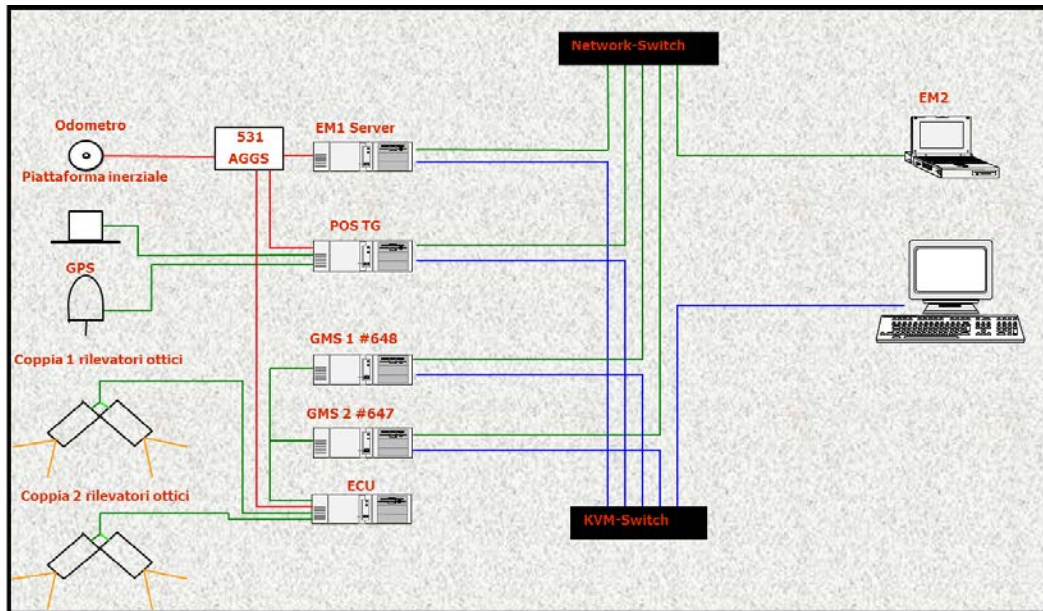 Network-Switch
EM2
Odometro
531
AGGS
EM1 Server
Piattaforma inerziale
POS TG
GPS
GMS 1 #648
Coppia 1 rilevatori ottici
GMS 2 #647
ECU
Coppia 2 rilevatori ottici
KVM-Switch